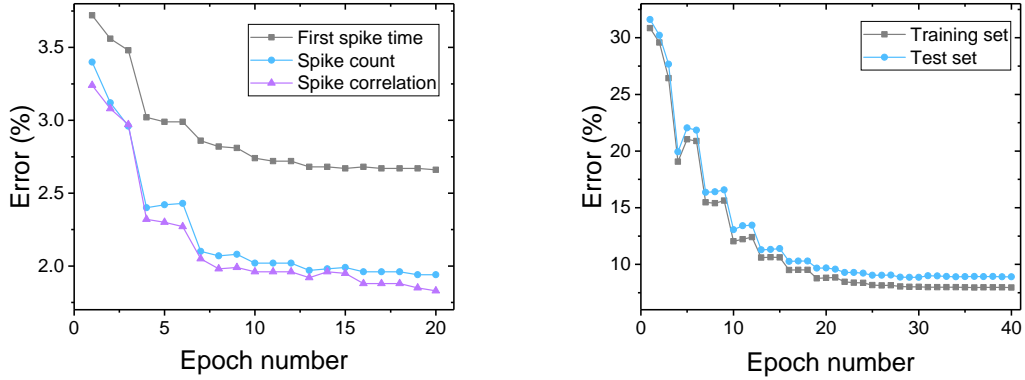 First spike time
Spike count
Spike correlation
3.5
3.0
2.5
2.0
Error (%)
0
5
10
15
20
Epoch number
Training set
Test set
30
25
20
15
10
Error (%)
0
10
20
30
40
Epoch number